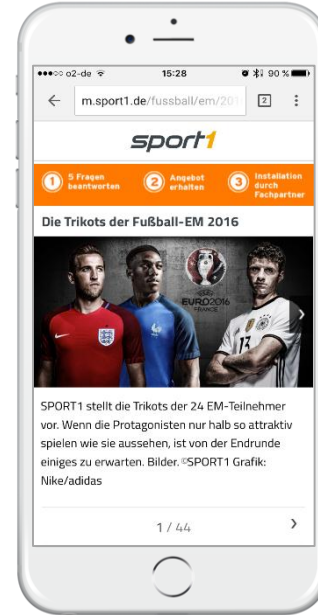 o2-de
15:28
90 %
m.sport1.de/fussball/em/201
2
sport1
1 5 Fragen beantworten
2 Angebot erhalten
3 Installation durch Fachpartner
Die Trikots der Fußball-EM 2016
EURO2016
FRANCE
13
SPORT1 stellt die Trikots der 24 EM-Teilnehmer
vor. Wenn die Protagonisten nur halb so attraktiv
spielen wie sie aussehen, ist von der Endrunde
einiges zu erwarten. Bilder. ©SPORT1 Grafik:
Nike/adidas
1 / 44